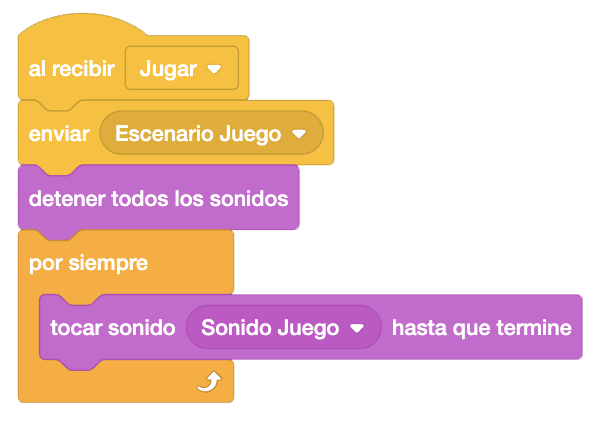 al recibir Jugar
enviar Escenario Juego
detener todos los sonidos
por siempre
tocar sonido Sonido Juego hasta que termine